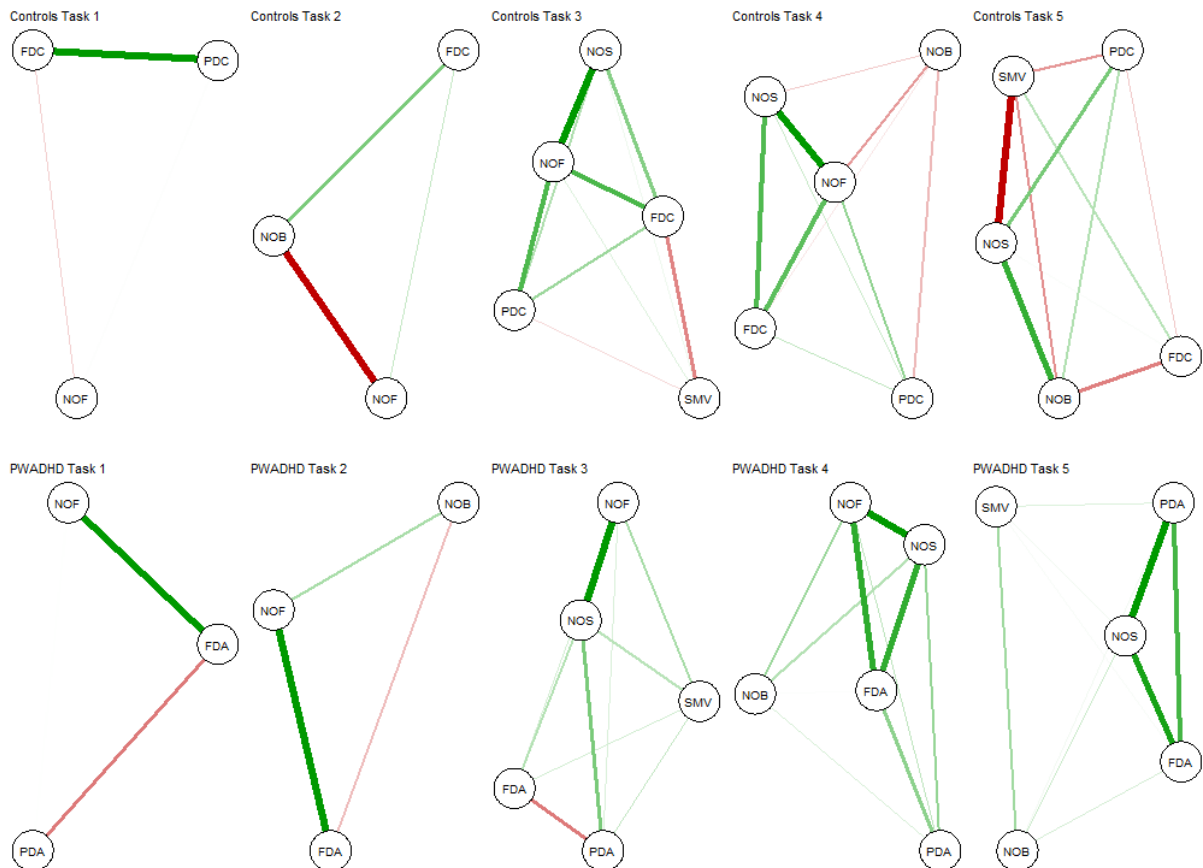 Controls Task 1
FDC
PDC
NOF
Controls Task 2
FDC
NOB
NOF
Controls Task 3
NOS
NOF
FDC
PDC
SMV
Controls Task 4
NOB
NOS
NOF
FDC
PDC
Controls Task 5
PDC
SMV
NOS
FDC
NOB
PWADHD Task 1
NOF
FDA
PDA
PWADHD Task 2
NOB
NOF
FDA
PWADHD Task 3
NOF
NOS
SMV
FDA
PDA
PWADHD Task 4
NOF
NOS
FDA
NOB
PDA
PWADHD Task 5
SMV
PDA
NOS
FDA
NOB